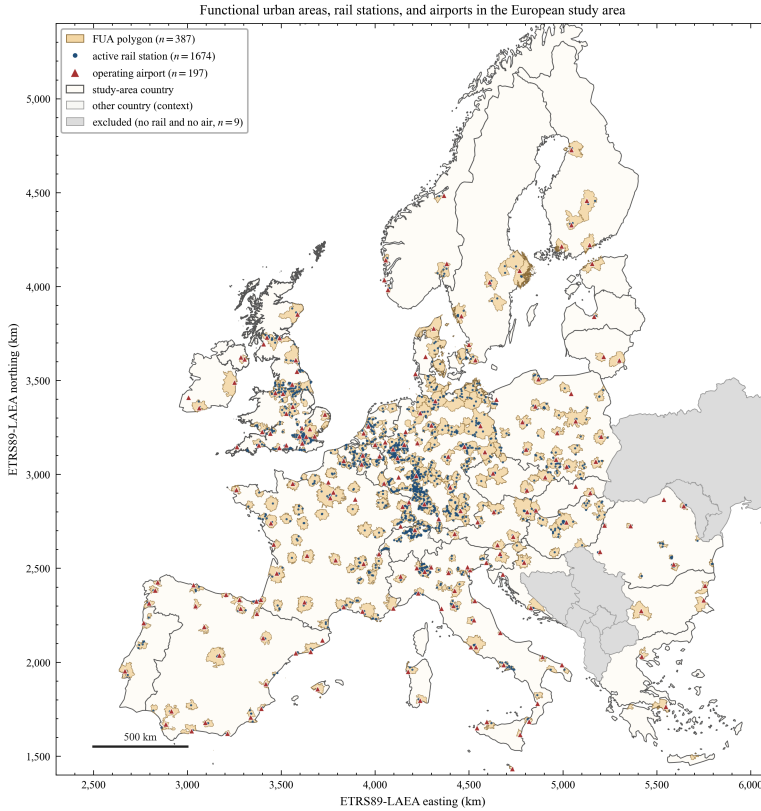 Functional urban areas, rail stations, and airports in the European study area
FUA polygon (n = 387)
active rail station (n = 1674)
operating airport (n = 197)
study-area country
other country (context)
excluded (no rail and no air, n = 9)
5,000
4,500
4,000
3,500
3,000
2,500
2,000
1,500
ETRS89-LAEA northing (km)
500 km
2,500
3,000
3,500
4,000
4,500
5,000
5,500
6,000
ETRS89-LAEA easting (km)